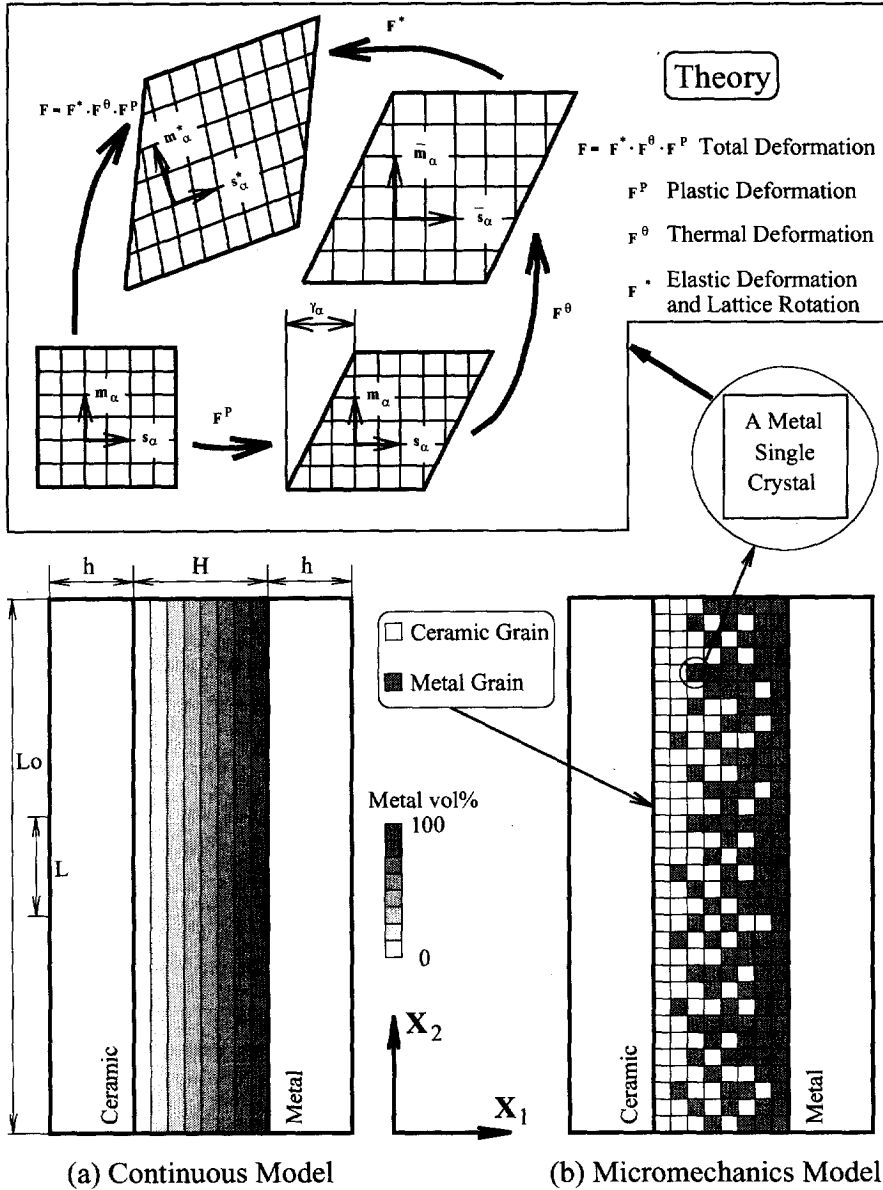 F*
Theory
F = F* · F^θ · F^P
m*_α
s*_α
m̄_α
s̄_α
F = F* · F^θ · F^P Total Deformation
F^P Plastic Deformation
F^θ Thermal Deformation
F* Elastic Deformation
and Lattice Rotation
γ_α
F^θ
m_α
s_α
F^P
m_α
s_α
A Metal
Single
Crystal
h
H
h
Ceramic Grain
Metal Grain
Lo
L
Metal vol%
100
0
Ceramic
Metal
X_2
X_1
Ceramic
Metal
(a) Continuous Model
(b) Micromechanics Model